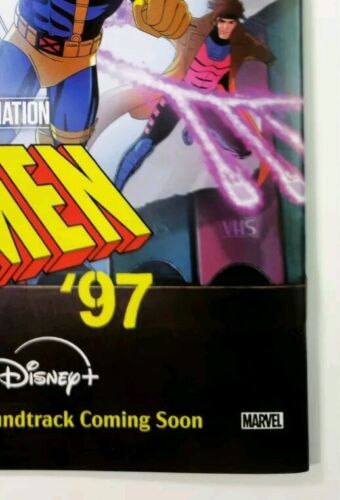 NATION
MEN
VHS
'97
Disney+
undtrack Coming Soon
MARVEL